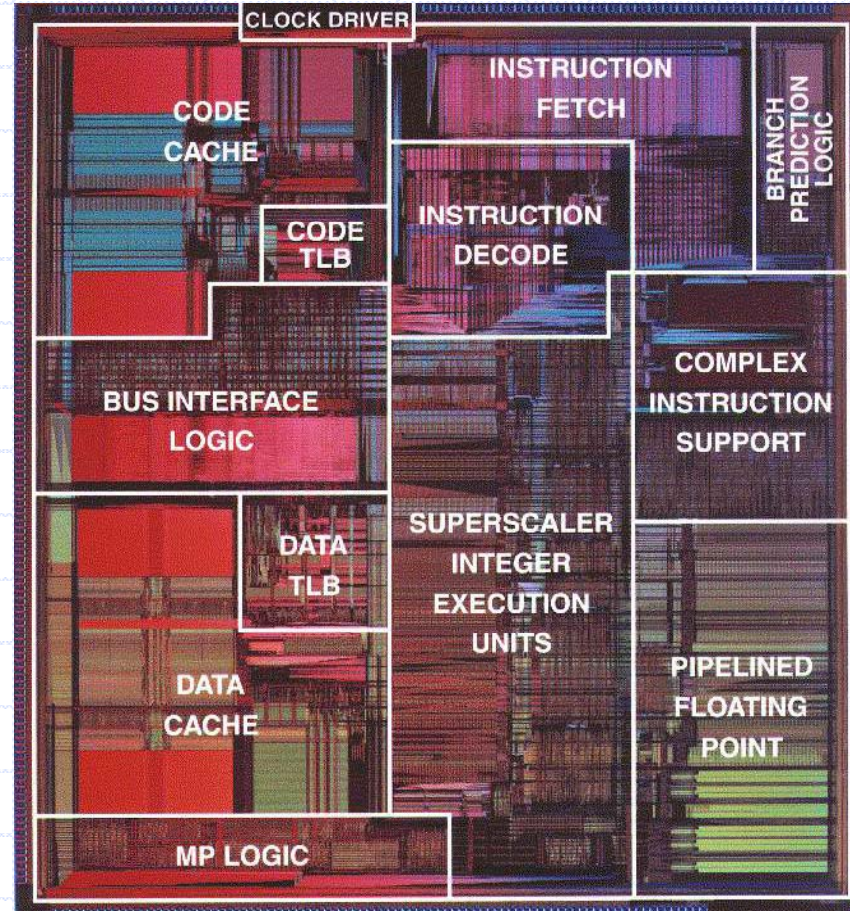 CLOCK DRIVER
CODE
CACHE
INSTRUCTION
FETCH
BRANCH
PREDICTION
LOGIC
CODE
TLB
INSTRUCTION
DECODE
BUS INTERFACE
LOGIC
COMPLEX
INSTRUCTION
SUPPORT
DATA
TLB
SUPERSCALER
INTEGER
EXECUTION
UNITS
DATA
CACHE
PIPELINED
FLOATING
POINT
MP LOGIC